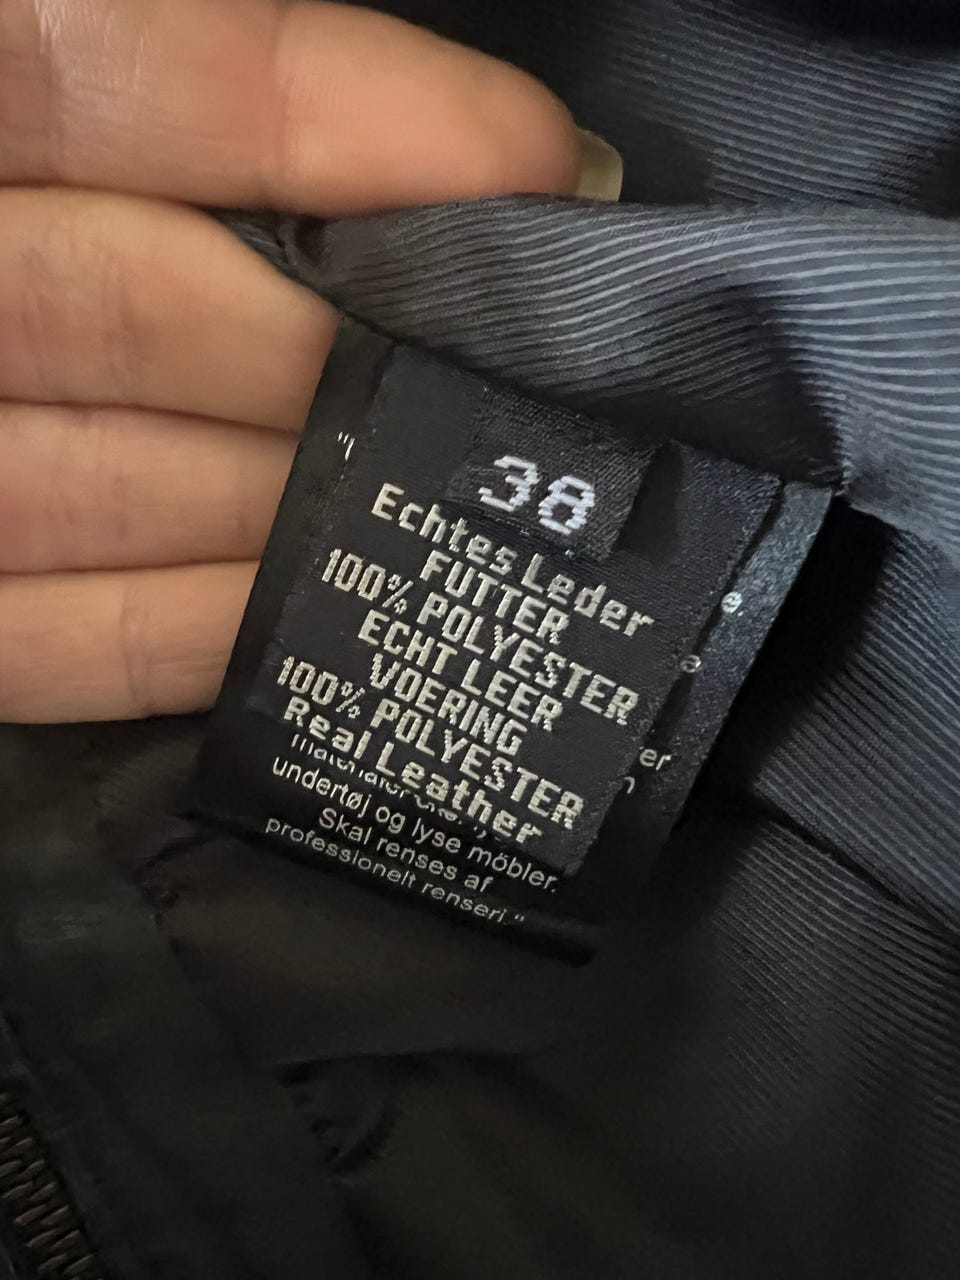 38
Echtes Leder
FUTTER
100% POLYESTER
ECHT LEER
VOERING
100% POLYESTER
Real Leather
undertøj og lyse möbler.
Skal renses af
professionelt renseri."